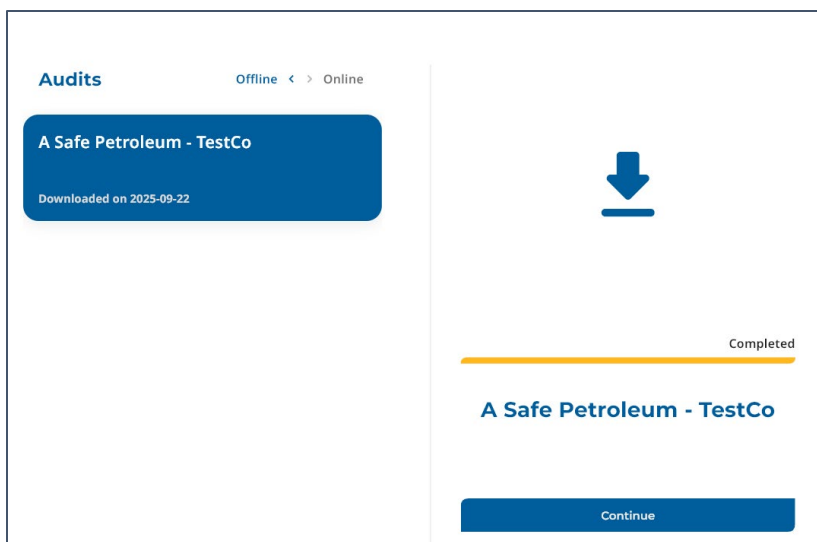 Audits
Offline < > Online
A Safe Petroleum - TestCo
Downloaded on 2025-09-22
Completed
A Safe Petroleum - TestCo
Continue